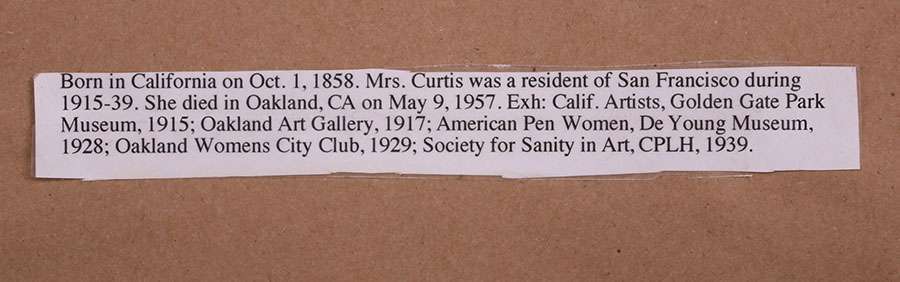 Born in California on Oct. 1, 1858. Mrs. Curtis was a resident of San Francisco during
1915-39. She died in Oakland, CA on May 9, 1957. Exh: Calif. Artists, Golden Gate Park
Museum, 1915; Oakland Art Gallery, 1917; American Pen Women, De Young Museum,
1928; Oakland Womens City Club, 1929; Society for Sanity in Art, CPLH, 1939.